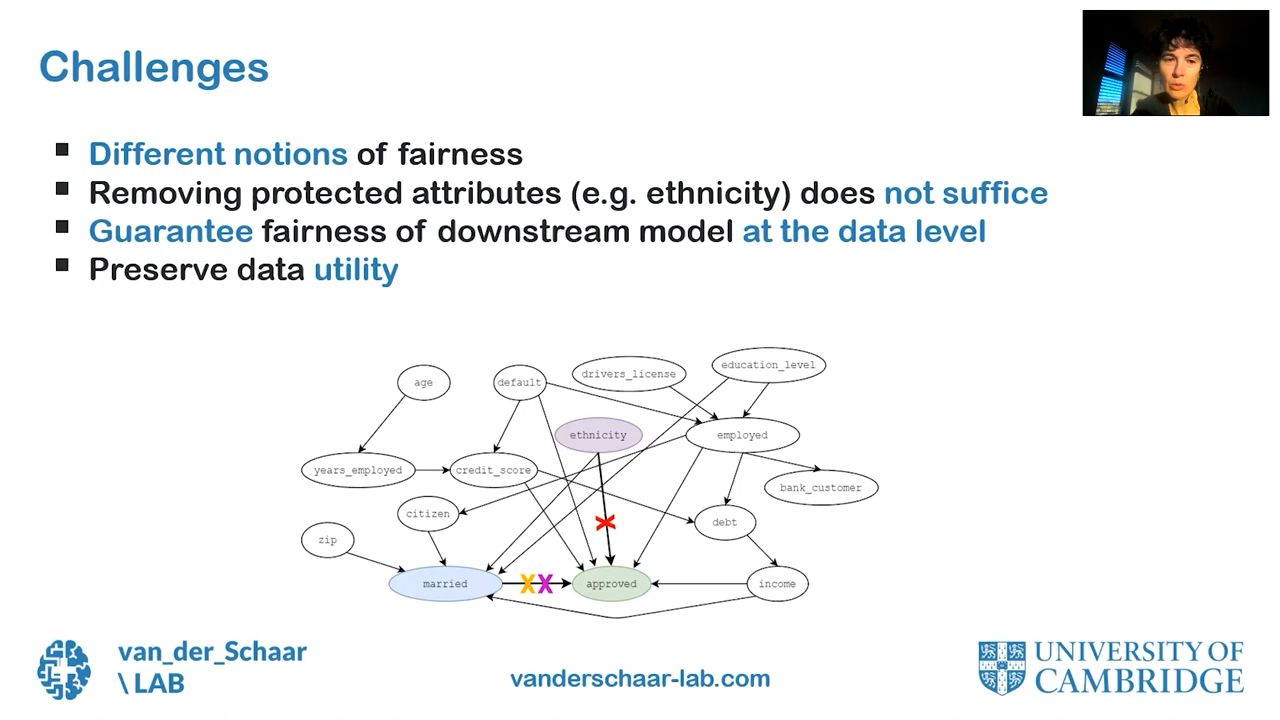 Challenges
Different notions of fairness
Removing protected attributes (e.g. ethnicity) does not suffice
Guarantee fairness of downstream model at the data level
Preserve data utility
education_level
drivers_license
age
default
ethnicity
employed
years_employed
credit_score
bank_customer
citizen
debt
zip
married
approved
income
X
X X
van_der_Schaar
\ LAB
vanderschaar-lab.com
UNIVERSITY OF
CAMBRIDGE